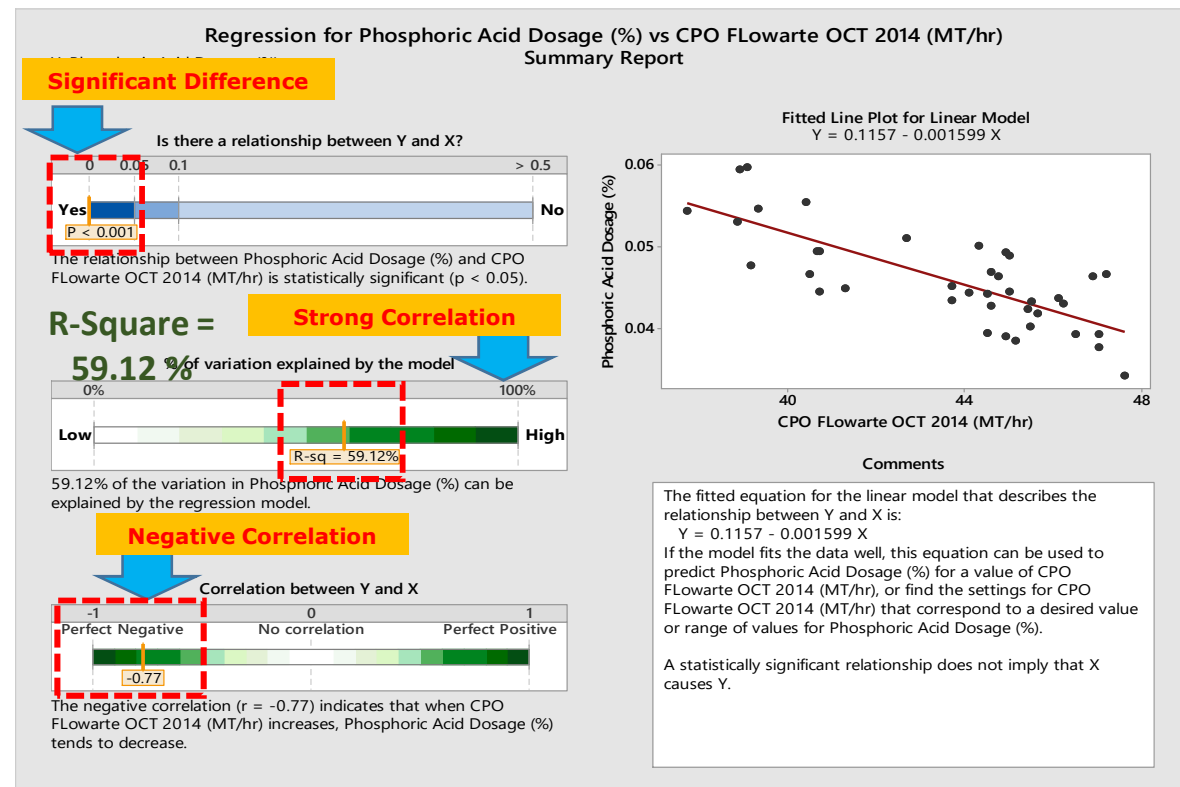 Regression for Phosphoric Acid Dosage (%) vs CPO FLowarte OCT 2014 (MT/hr)
Summary Report
Significant Difference
Is there a relationship between Y and X?
0 0.05 0.1 > 0.5
Yes No
P < 0.001
The relationship between Phosphoric Acid Dosage (%) and CPO
FLowarte OCT 2014 (MT/hr) is statistically significant (p < 0.05).
R-Square =
59.12 %
Strong Correlation
% of variation explained by the model
0% 100%
Low High
R-sq = 59.12%
59.12% of the variation in Phosphoric Acid Dosage (%) can be
explained by the regression model.
Negative Correlation
Correlation between Y and X
-1 0 1
Perfect Negative No correlation Perfect Positive
-0.77
The negative correlation (r = -0.77) indicates that when CPO
FLowarte OCT 2014 (MT/hr) increases, Phosphoric Acid Dosage (%)
tends to decrease.
Fitted Line Plot for Linear Model
Y = 0.1157 - 0.001599 X
Phosphoric Acid Dosage (%)
0.06
0.05
0.04
40 44 48
CPO FLowarte OCT 2014 (MT/hr)
Comments
The fitted equation for the linear model that describes the
relationship between Y and X is:
Y = 0.1157 - 0.001599 X
If the model fits the data well, this equation can be used to
predict Phosphoric Acid Dosage (%) for a value of CPO
FLowarte OCT 2014 (MT/hr), or find the settings for CPO
FLowarte OCT 2014 (MT/hr) that correspond to a desired value
or range of values for Phosphoric Acid Dosage (%).
A statistically significant relationship does not imply that X
causes Y.